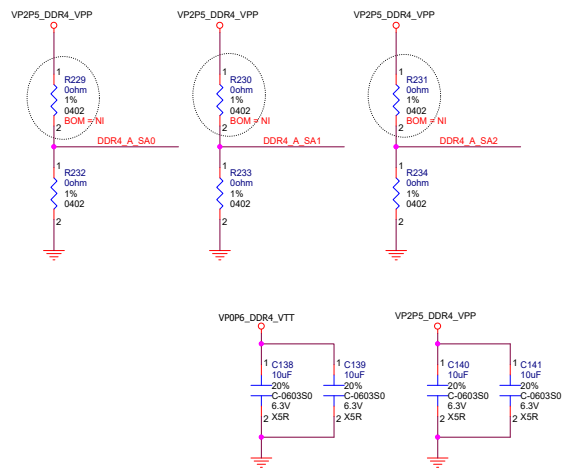 VP2P5_DDR4_VPP
1
R229
0ohm
1%
0402
BOM = NI
2
DDR4_A_SA0
1
R232
0ohm
1%
0402
2
VP2P5_DDR4_VPP
1
R230
0ohm
1%
0402
BOM = NI
2
DDR4_A_SA1
1
R233
0ohm
1%
0402
2
VP2P5_DDR4_VPP
1
R231
0ohm
1%
0402
BOM = NI
2
DDR4_A_SA2
1
R234
0ohm
1%
0402
2
VP0P6_DDR4_VTT
1
C138
10uF
20%
C-0603S0
6.3V
2
X5R
1
C139
10uF
20%
C-0603S0
6.3V
2
X5R
VP2P5_DDR4_VPP
1
C140
10uF
20%
C-0603S0
6.3V
2
X5R
1
C141
10uF
20%
C-0603S0
6.3V
2
X5R